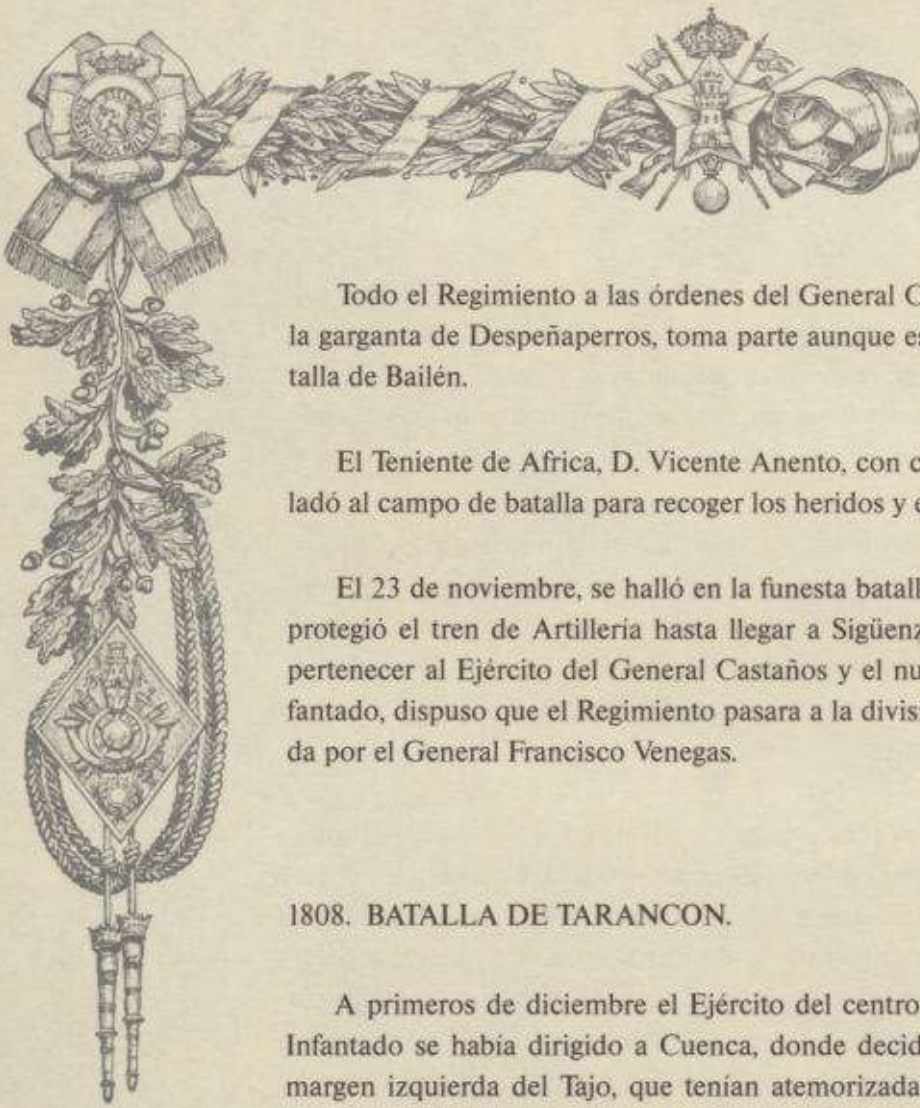 Todo el Regimiento a las órdenes del General C
la garganta de Despeñaperros, toma parte aunque es
talla de Bailén.
El Teniente de Africa, D. Vicente Anento, con c
ladó al campo de batalla para recoger los heridos y e
El 23 de noviembre, se halló en la funesta batall
protegió el tren de Artillería hasta llegar a Sigüenz
pertenecer al Ejército del General Castaños y el nu
fantado, dispuso que el Regimiento pasara a la divis
da por el General Francisco Venegas.
1808. BATALLA DE TARANCON.
A primeros de diciembre el Ejército del centro
Infantado se había dirigido a Cuenca, donde decid
margen izquierda del Tajo, que tenían atemorizada